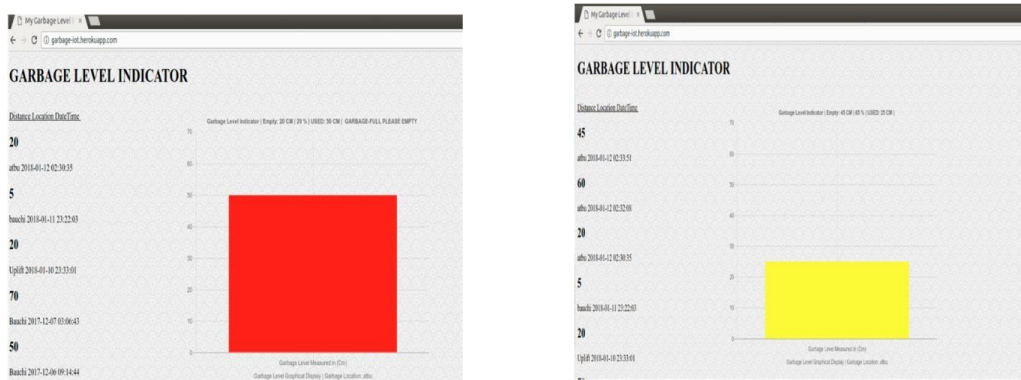 My Garbage Level
garbage-iot.herokuapp.com
GARBAGE LEVEL INDICATOR
Distance Location DateTime
20
atbu 2018-01-12 02:30:35
5
bauchi 2018-01-11 23:22:03
20
Uplift 2018-01-10 23:33:01
70
Bauchi 2017-12-07 03:06:43
50
Bauchi 2017-12-06 09:14:44
Garbage Level Indicator | Empty: 20 CM | 29 % | USED: 50 CM | GARBAGE-FULL PLEASE EMPTY
70
60
50
40
30
20
10
0
Garbage Level Measured in (Cm)
Garbage Level Graphical Display | Garbage Location: atbu
My Garbage Level
garbage-iot.herokuapp.com
GARBAGE LEVEL INDICATOR
Distance Location DateTime
45
atbu 2018-01-12 02:33:51
60
atbu 2018-01-12 02:32:08
20
atbu 2018-01-12 02:30:35
5
bauchi 2018-01-11 23:22:03
20
Uplift 2018-01-10 23:33:01
Garbage Level Indicator | Empty: 45 CM | 65 % | USED: 25 CM |
70
60
50
40
30
20
10
0
Garbage Level Measured in (Cm)
Garbage Level Graphical Display | Garbage Location: atbu